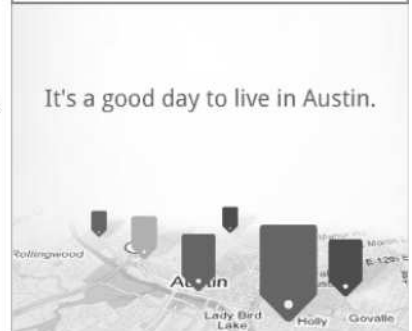 It's a good day to live in Austin.
Rollingwood
Austin
Lady Bird
Lake
Holly
Govalle